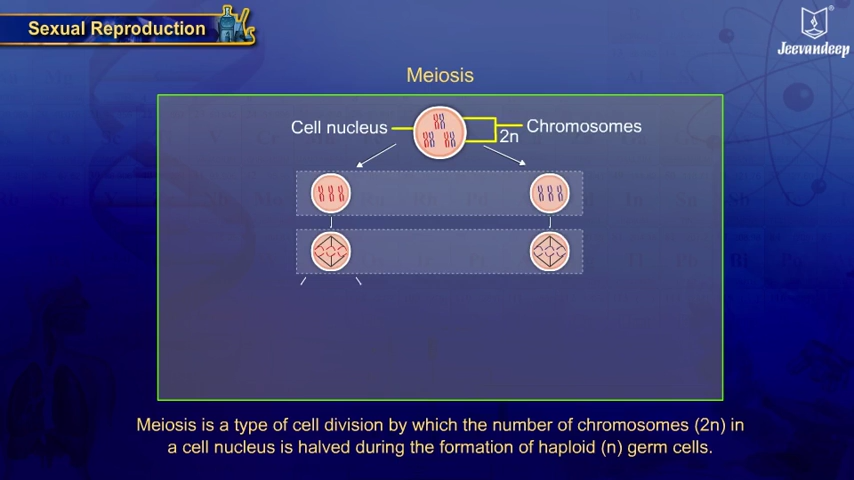 Sexual Reproduction
Jeevandeep
Meiosis
Cell nucleus
Chromosomes
2n
Meiosis is a type of cell division by which the number of chromosomes (2n) in
a cell nucleus is halved during the formation of haploid (n) germ cells.